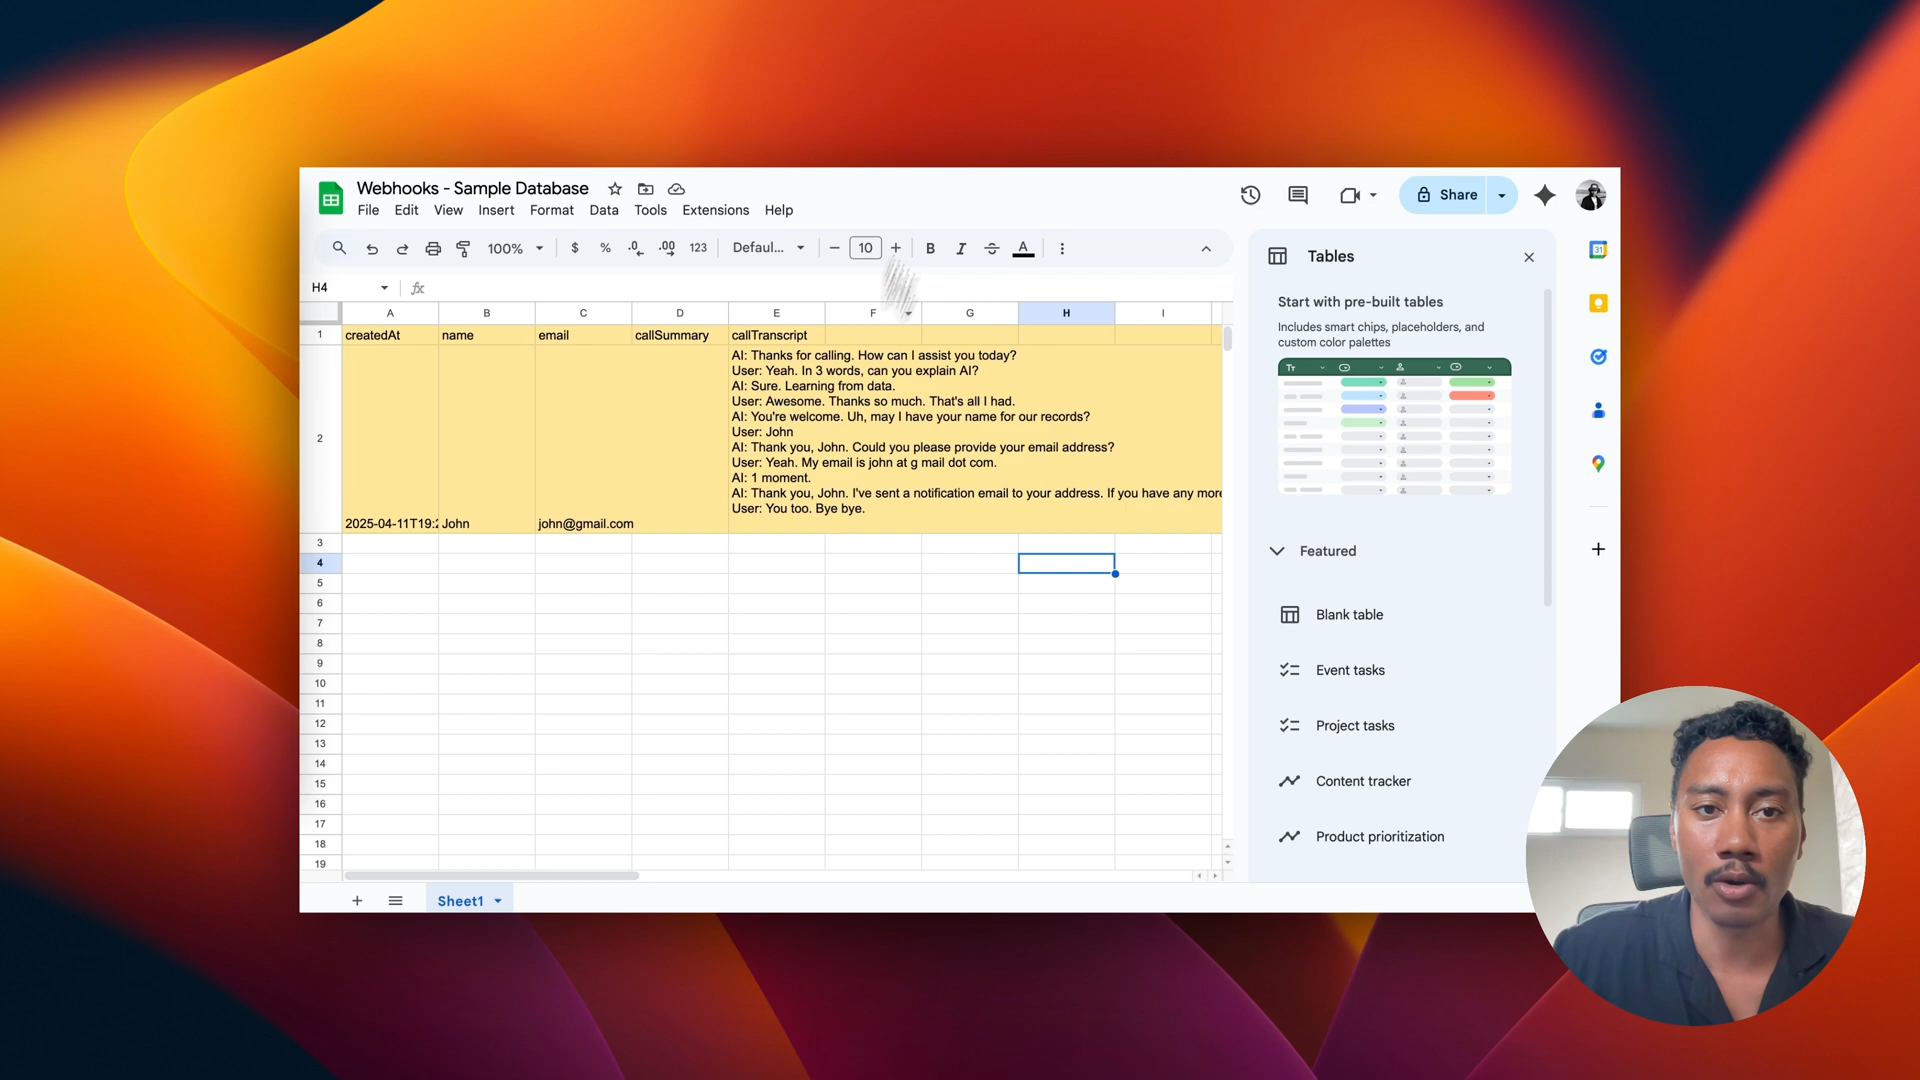 Webhooks - Sample Database
File Edit View Insert Format Data Tools Extensions Help
Share
100% $ % .0 .00 123 Defaul... 10 B I S A
H4 fx
A B C D E F G H I
1 createdAt name email callSummary callTranscript
AI: Thanks for calling. How can I assist you today?
User: Yeah. In 3 words, can you explain AI?
AI: Sure. Learning from data.
User: Awesome. Thanks so much. That's all I had.
AI: You're welcome. Uh, may I have your name for our records?
User: John
2
AI: Thank you, John. Could you please provide your email address?
User: Yeah. My email is john at g mail dot com.
AI: 1 moment.
AI: Thank you, John. I've sent a notification email to your address. If you have any more
User: You too. Bye bye.
2025-04-11T19:2 John john@gmail.com
3
4
5
6
7
8
9
10
11
12
13
14
15
16
17
18
19
Sheet1
Tables
Start with pre-built tables
Includes smart chips, placeholders, and
custom color palettes
Tт
Featured
Blank table
Event tasks
Project tasks
Content tracker
Product prioritization
31